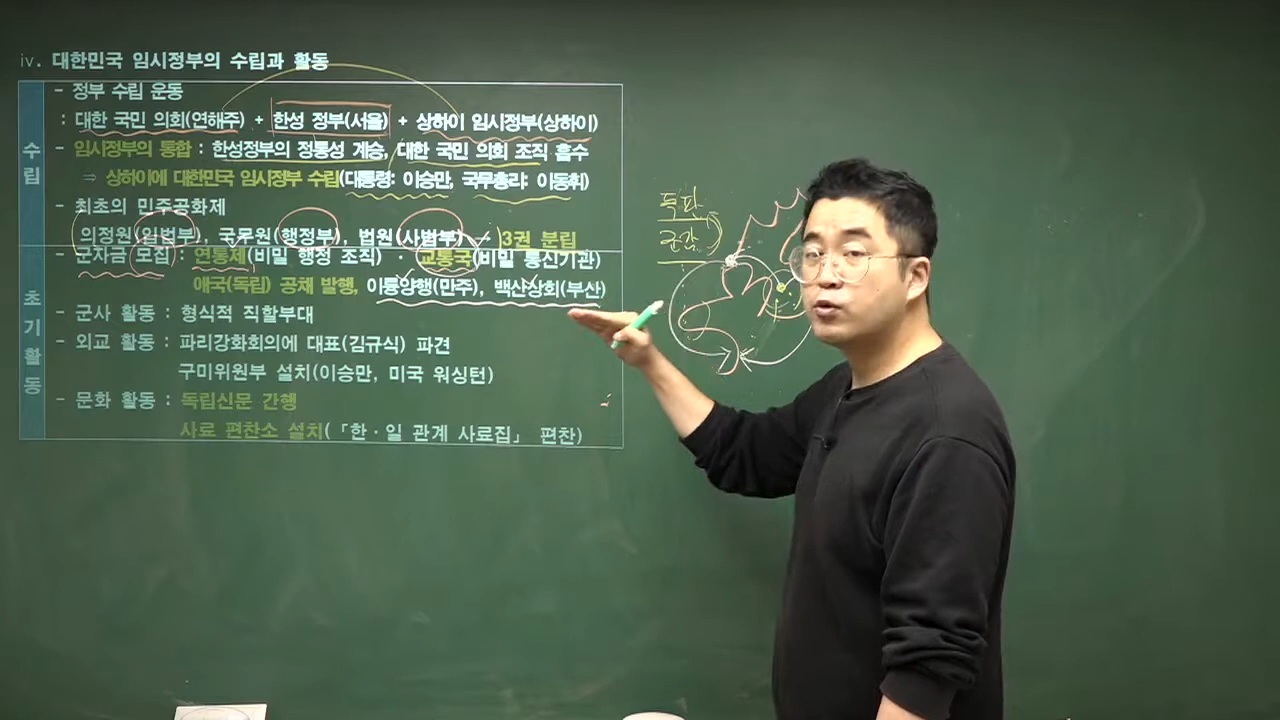 iv. 대한민국 임시정부의 수립과 활동
수립
- 정부 수립 운동
: 대한 국민 의회(연해주) + 한성 정부(서울) + 상하이 임시정부(상하이)
- 임시정부의 통합 : 한성정부의 정통성 계승, 대한 국민 의회 조직 흡수
⇒ 상하이에 대한민국 임시정부 수립(대통령: 이승만, 국무총리: 이동휘)
- 최초의 민주공화제
의정원(입법부), 국무원(행정부), 법원(사법부) → 3권 분립
초기활동
- 군자금 모집 : 연통제(비밀 행정 조직) · 교통국(비밀 통신기관)
애국(독립) 공채 발행, 이륭양행(만주), 백산상회(부산)
- 군사 활동 : 형식적 직할부대
- 외교 활동 : 파리강화회의에 대표(김규식) 파견
구미위원부 설치(이승만, 미국 워싱턴)
- 문화 활동 : 독립신문 간행
사료 편찬소 설치(「한·일 관계 사료집」 편찬)